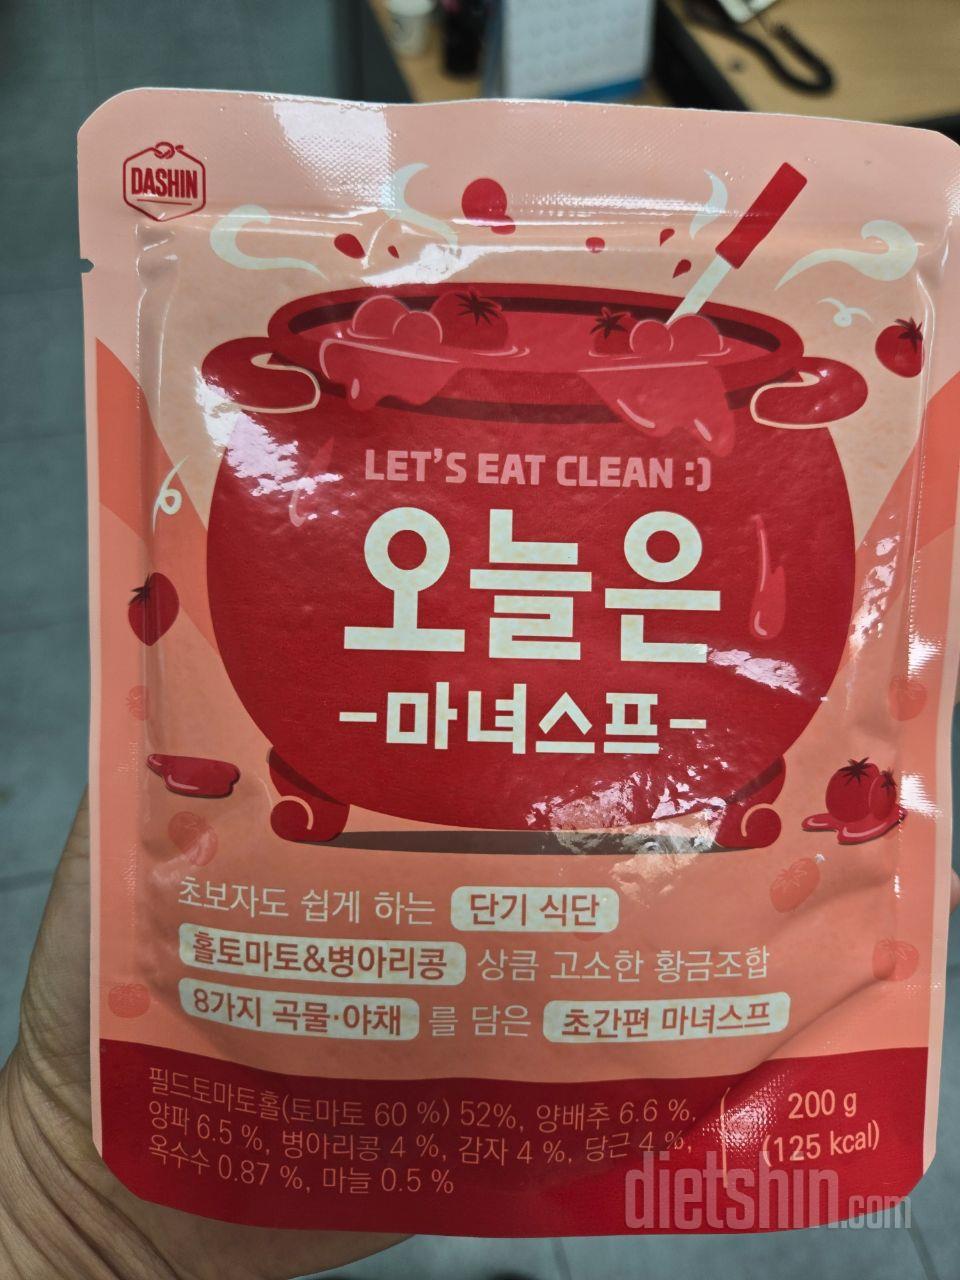 DASHIN
LET'S EAT CLEAN :)
오늘은
-마녀스프-
초보자도 쉽게 하는 단기 식단
홀토마토&병아리콩 상큼 고소한 황금조합
8가지 곡물·야채 를 담은 초간편 마녀스프
필드토마토홀(토마토 60 %) 52%, 양배추 6.6 %,
양파 6.5 %, 병아리콩 4 %, 감자 4 %, 당근 4 %,
옥수수 0.87 %, 마늘 0.5 %
200 g
(125 kcal)
dietshin.com